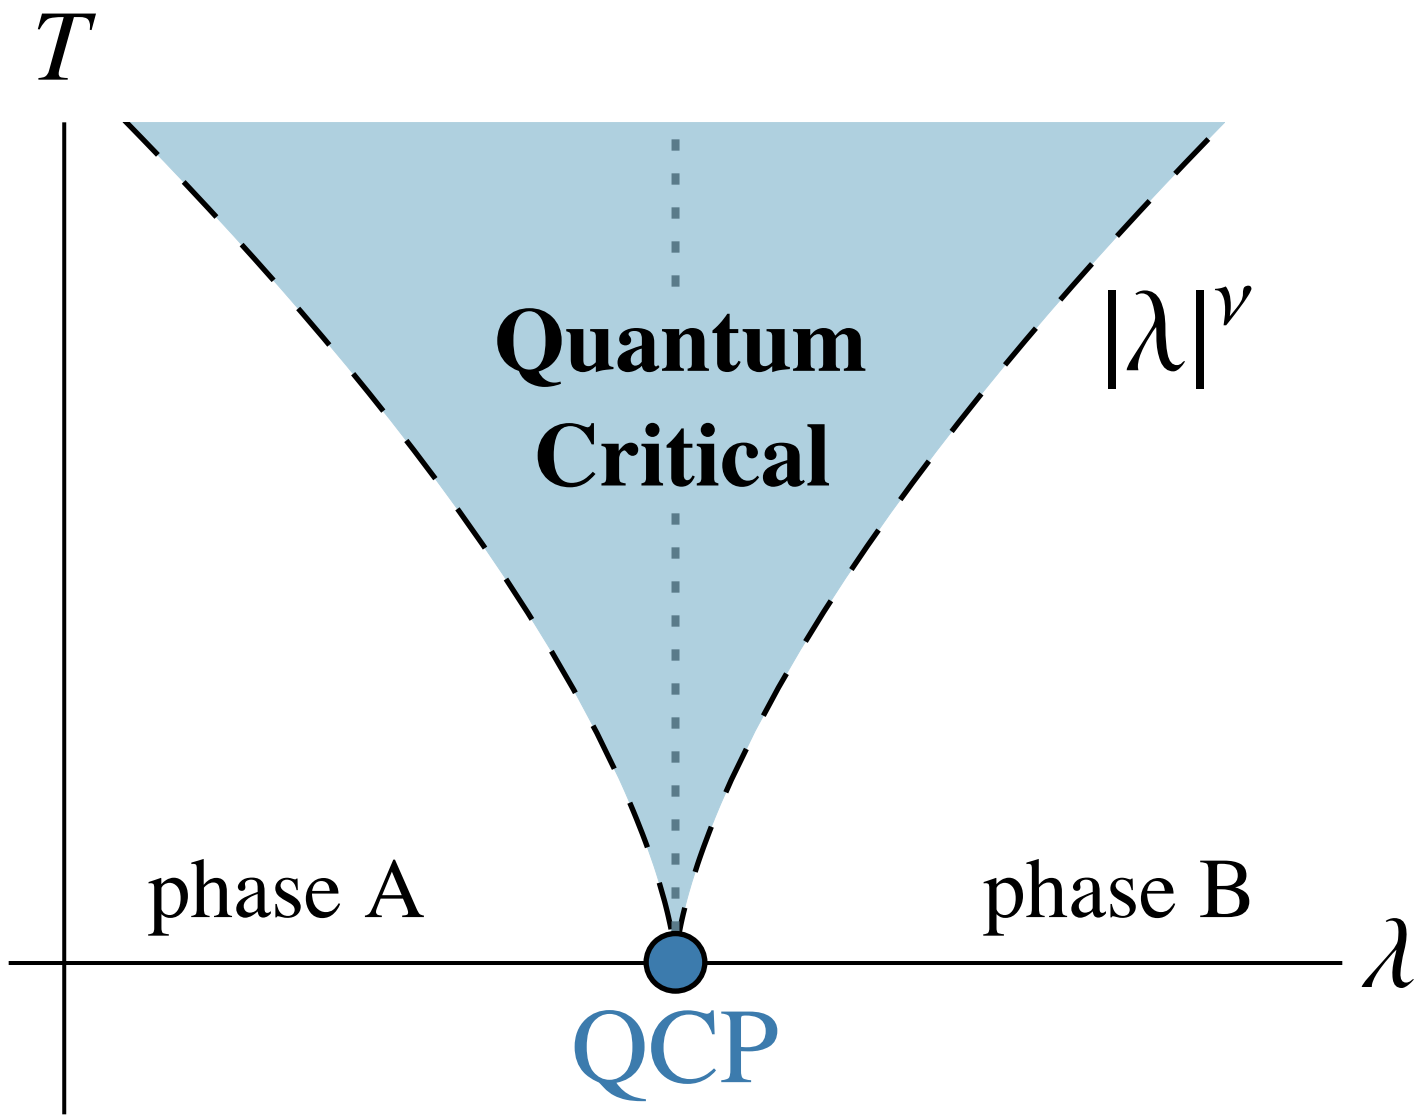 T
Quantum
Critical
|λ|^ν
phase A
phase B
λ
QCP